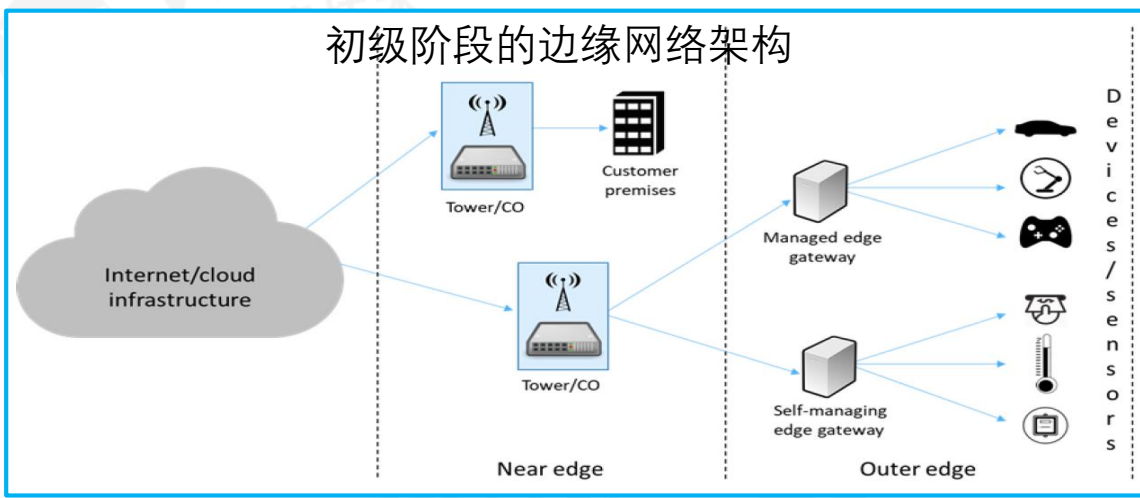 初级阶段的边缘网络架构
Internet/cloud
infrastructure
Tower/CO
Customer
premises
Tower/CO
Near edge
Managed edge
gateway
Self-managing
edge gateway
Outer edge
Devices/sensors